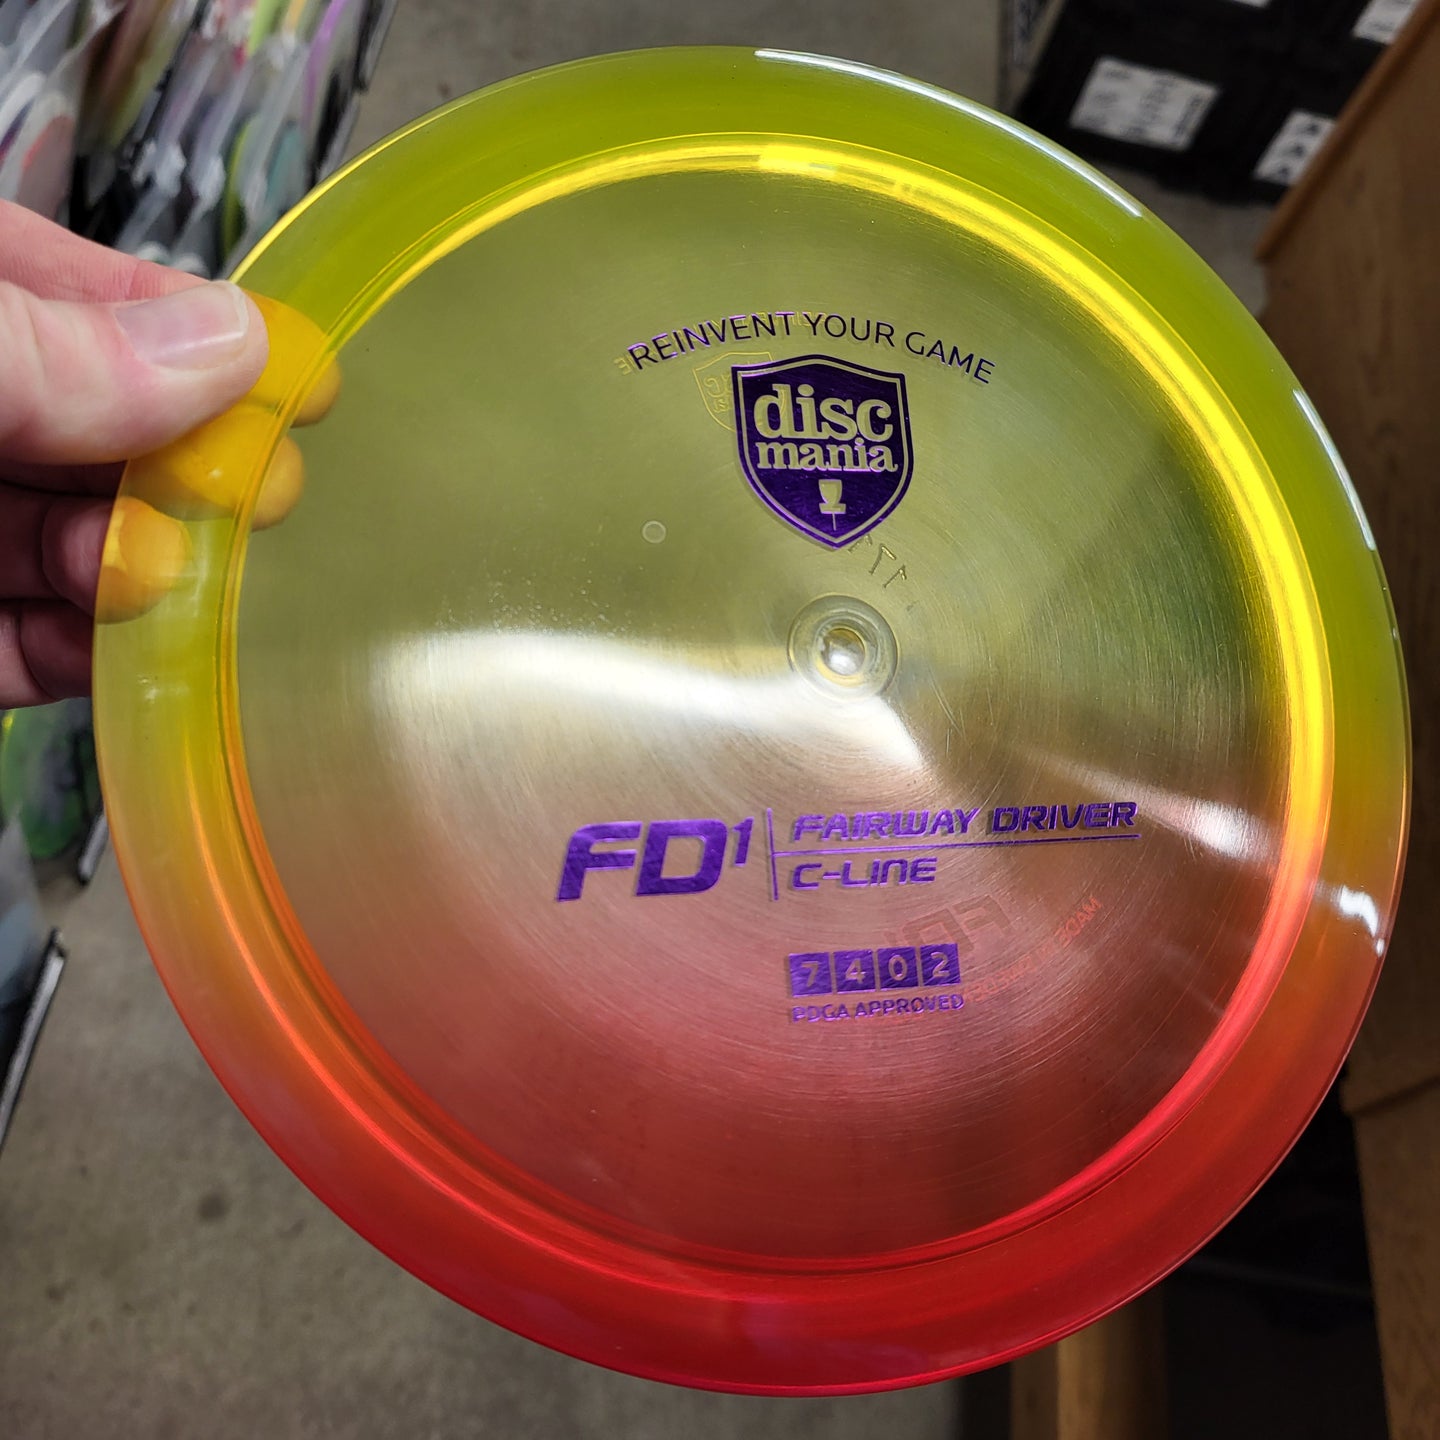 REINVENT YOUR GAME
disc
mania
FD1
FAIRWAY DRIVER
C-LINE
7 4 0 2
PDGA APPROVED